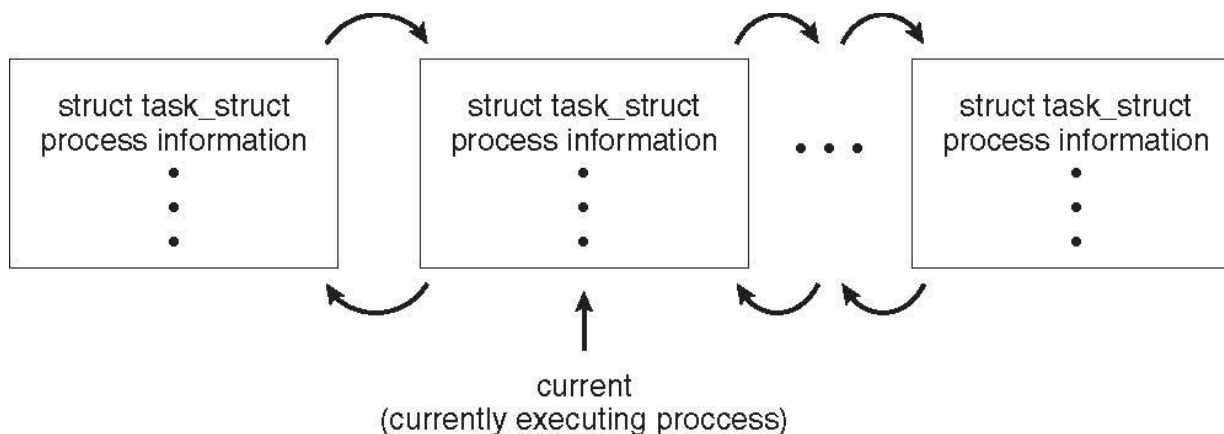 struct task_struct
process information
struct task_struct
process information
struct task_struct
process information
current
(currently executing proccess)